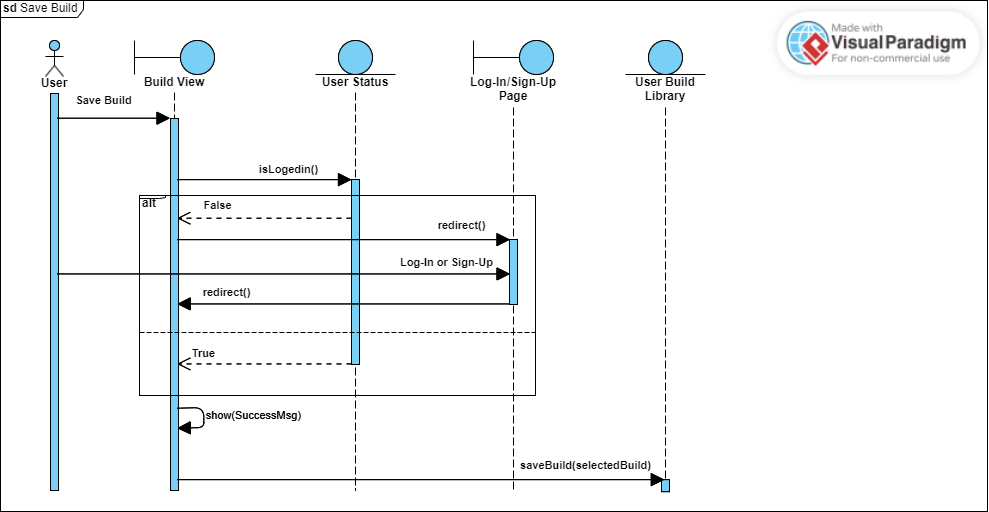 sd Save Build
Made with
VisualParadigm
For non-commercial use
User
Build View
User Status
Log-In/Sign-Up
Page
User Build
Library
Save Build
isLogedin()
alt
False
redirect()
Log-In or Sign-Up
redirect()
True
show(SuccessMsg)
saveBuild(selectedBuild)